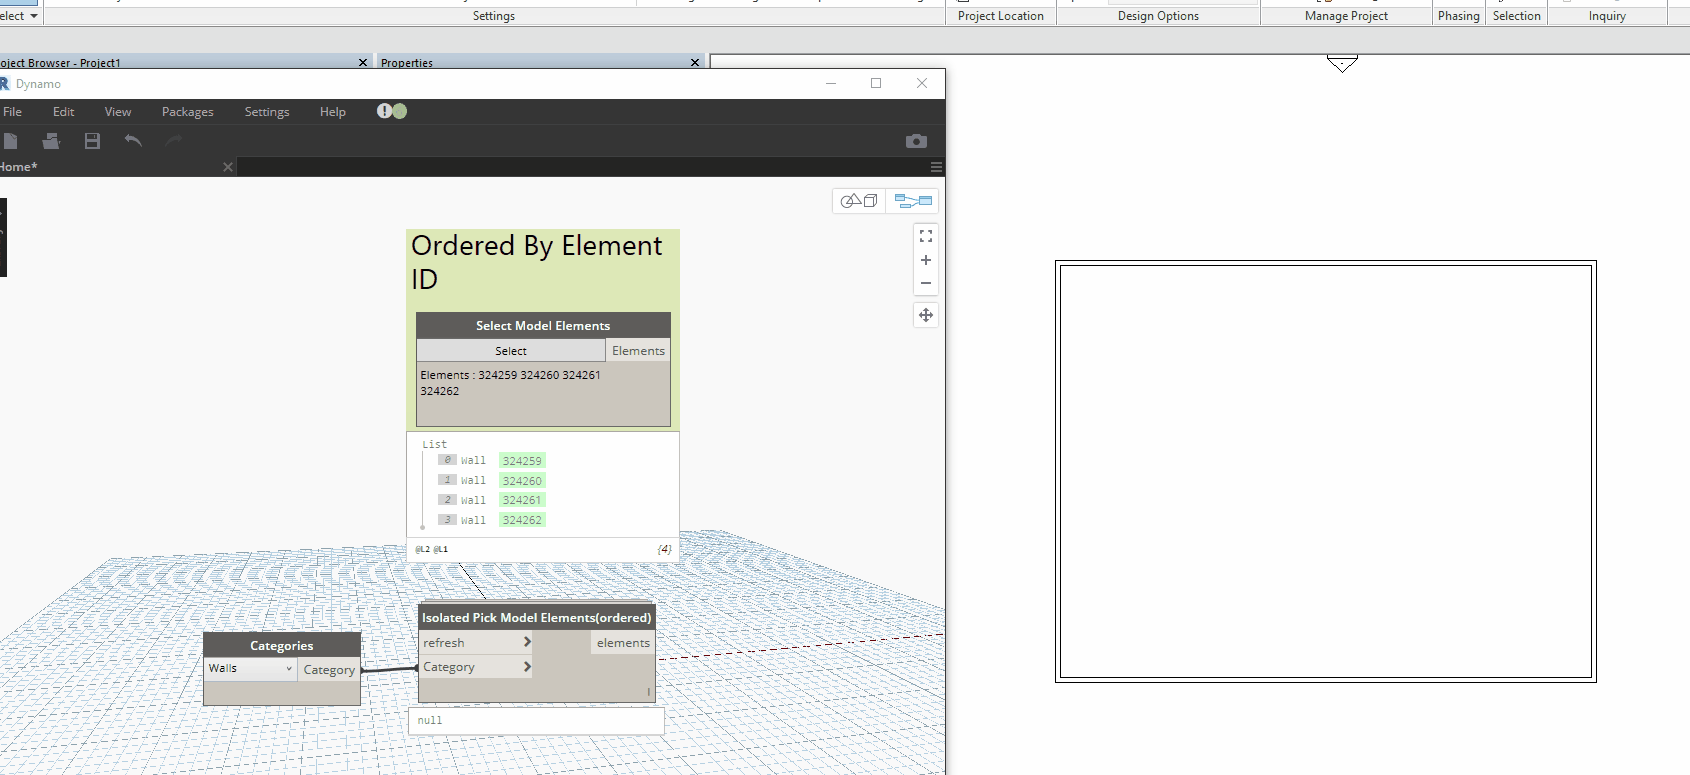 Settings
Project Location
Design Options
Manage Project
Phasing
Selection
Inquiry
Project1
Properties
Dynamo
File Edit View Packages Settings Help
Home*
Ordered By Element
ID
Select Model Elements
Select
Elements
Elements : 324259 324260 324261
324262
List
0 Wall 324259
1 Wall 324260
2 Wall 324261
3 Wall 324262
@L2 @L1
{4}
Isolated Pick Model Elements(ordered)
refresh >
elements
Category >
Categories
Walls
Category
null